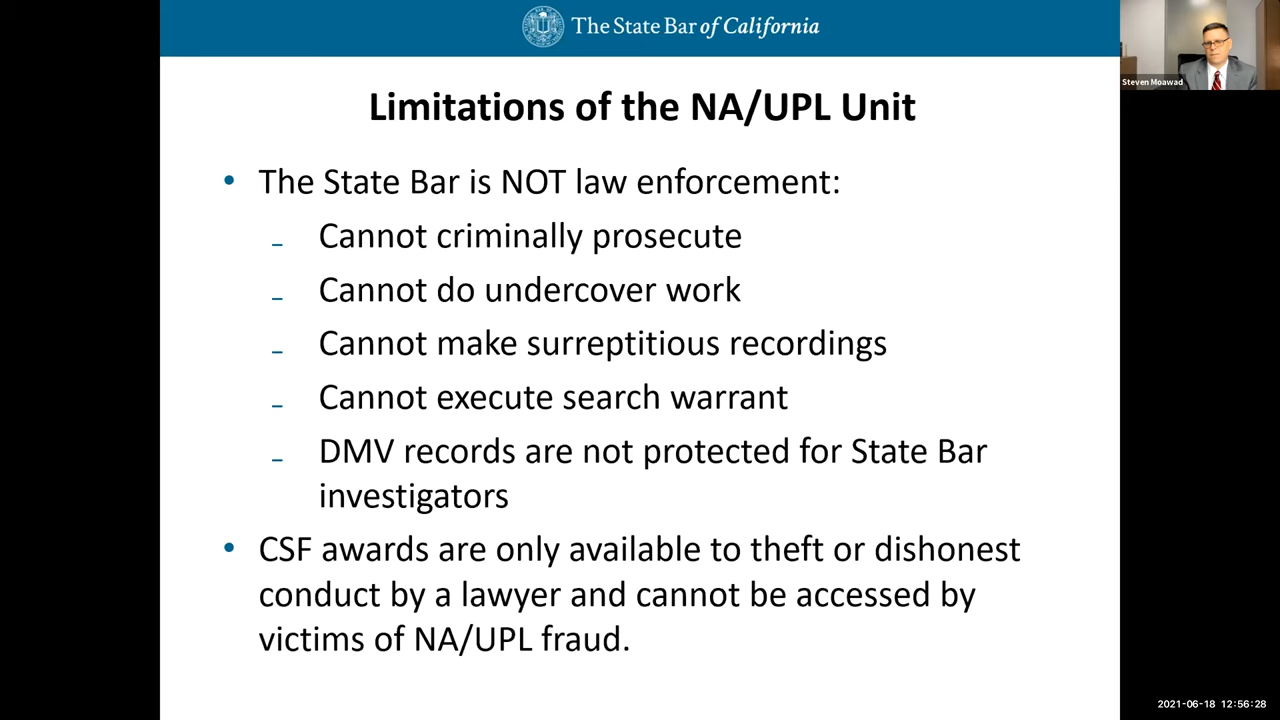 The State Bar of California
Steven Moawad
Limitations of the NA/UPL Unit
• The State Bar is NOT law enforcement:
– Cannot criminally prosecute
– Cannot do undercover work
– Cannot make surreptitious recordings
– Cannot execute search warrant
– DMV records are not protected for State Bar
investigators
• CSF awards are only available to theft or dishonest
conduct by a lawyer and cannot be accessed by
victims of NA/UPL fraud.
2021-06-18 12:56:28